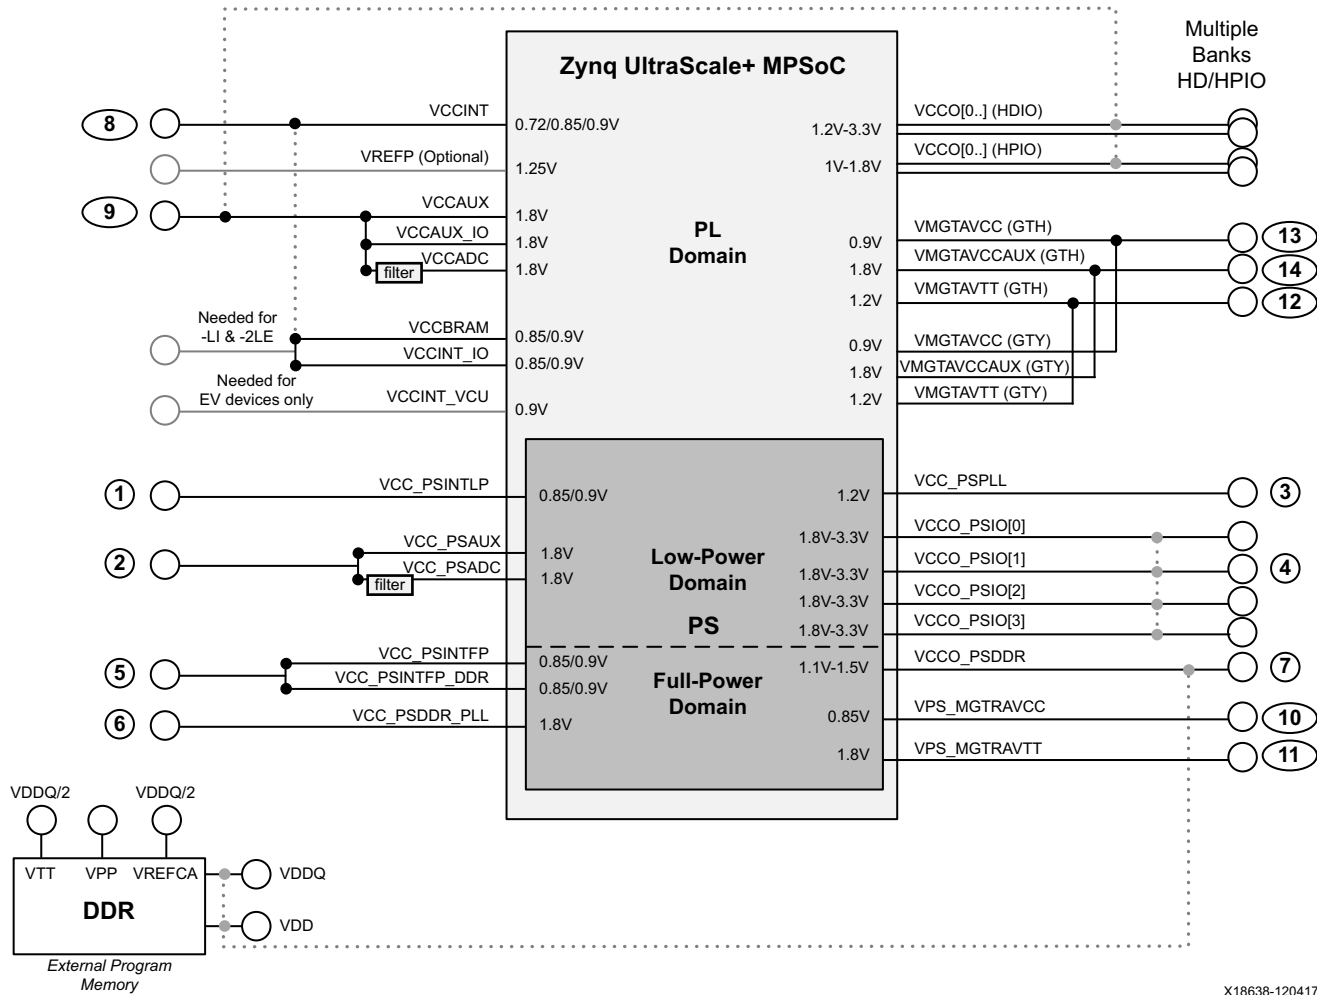 Multiple
Banks
HD/HPIO
Zynq UltraScale+ MPSoC
8
VCCINT
0.72/0.85/0.9V
VCCO[0..] (HDIO)
1.2V-3.3V
VREFP (Optional)
1.25V
VCCO[0..] (HPIO)
1V-1.8V
9
VCCAUX
1.8V
VCCAUX_IO
1.8V
VCCADC
filter
1.8V
PL
Domain
VMGTAVCC (GTH)
0.9V
13
VMGTAVCCAUX (GTH)
1.8V
14
VMGTAVTT (GTH)
1.2V
12
Needed for
-LI & -2LE
VCCBRAM
0.85/0.9V
VCCINT_IO
0.85/0.9V
VMGTAVCC (GTY)
0.9V
VMGTAVCCAUX (GTY)
1.8V
VMGTAVTT (GTY)
1.2V
Needed for
EV devices only
VCCINT_VCU
0.9V
1
VCC_PSINTLP
0.85/0.9V
1.2V
VCC_PSPLL
3
2
VCC_PSAUX
1.8V
VCC_PSADC
filter
1.8V
Low-Power
Domain
PS
1.8V-3.3V
VCCO_PSIO[0]
1.8V-3.3V
VCCO_PSIO[1]
4
1.8V-3.3V
VCCO_PSIO[2]
1.8V-3.3V
VCCO_PSIO[3]
5
VCC_PSINTFP
0.85/0.9V
VCC_PSINTFP_DDR
0.85/0.9V
6
VCC_PSDDR_PLL
1.8V
Full-Power
Domain
1.1V-1.5V
VCCO_PSDDR
7
0.85V
VPS_MGTRAVCC
10
1.8V
VPS_MGTRAVTT
11
VDDQ/2
VDDQ/2
VTT
VPP
VREFCA
VDDQ
DDR
VDD
External Program
Memory
X18638-120417